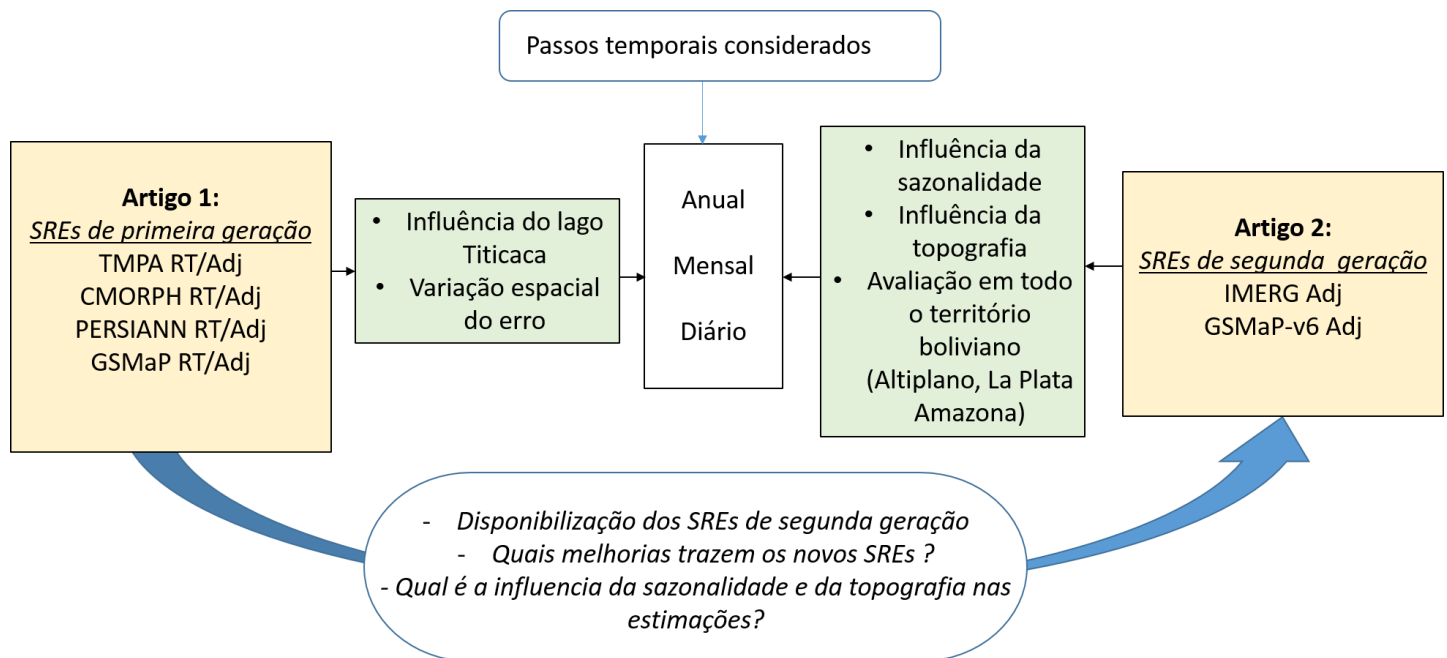 Passos temporais considerados
Artigo 1:
SREs de primeira geração
TMPA RT/Adj
CMORPH RT/Adj
PERSIANN RT/Adj
GSMaP RT/Adj
• Influência do lago
Titicaca
• Variação espacial
do erro
Anual
Mensal
Diário
• Influência da
sazonalidade
• Influência da
topografia
• Avaliação em todo
o território
boliviano
(Altiplano, La Plata
Amazona)
Artigo 2:
SREs de segunda geração
IMERG Adj
GSMaP-v6 Adj
- Disponibilização dos SREs de segunda geração
- Quais melhorias trazem os novos SREs ?
- Qual é a influencia da sazonalidade e da topografia nas
estimações?